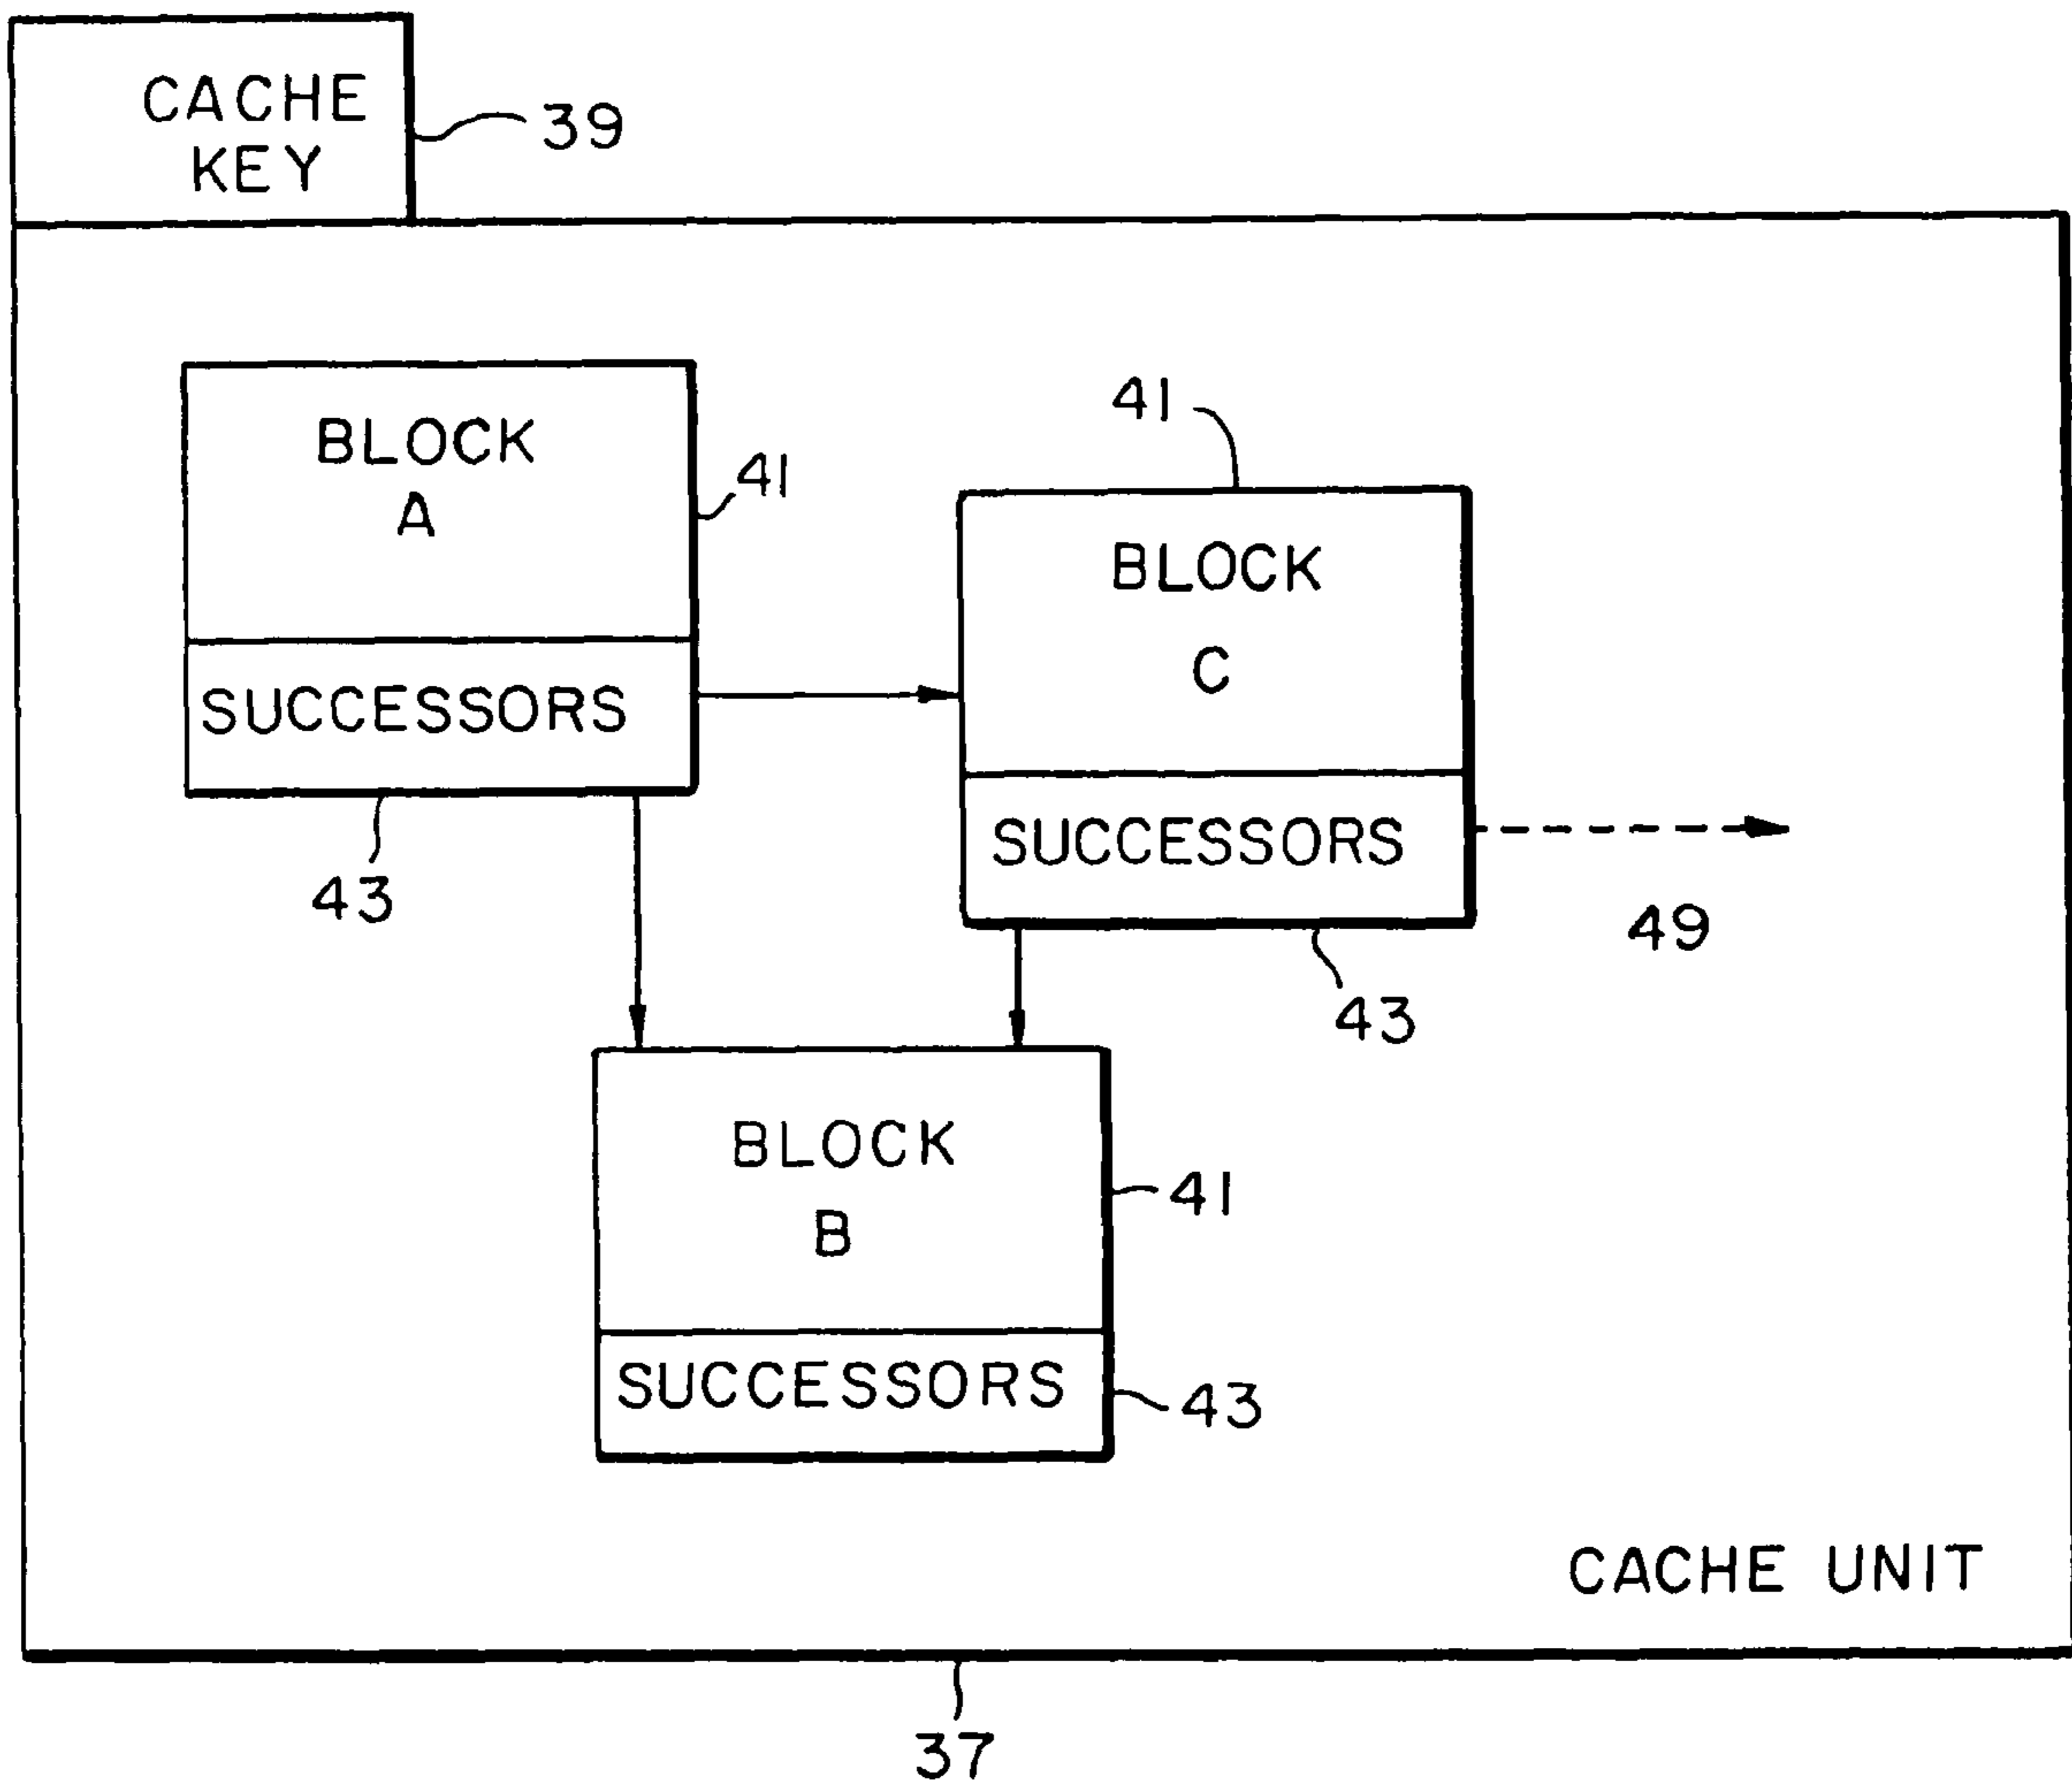 CACHE
KEY
39
BLOCK
A
41
SUCCESSORS
43
41
BLOCK
C
SUCCESSORS
49
43
BLOCK
B
41
SUCCESSORS
43
CACHE UNIT
37